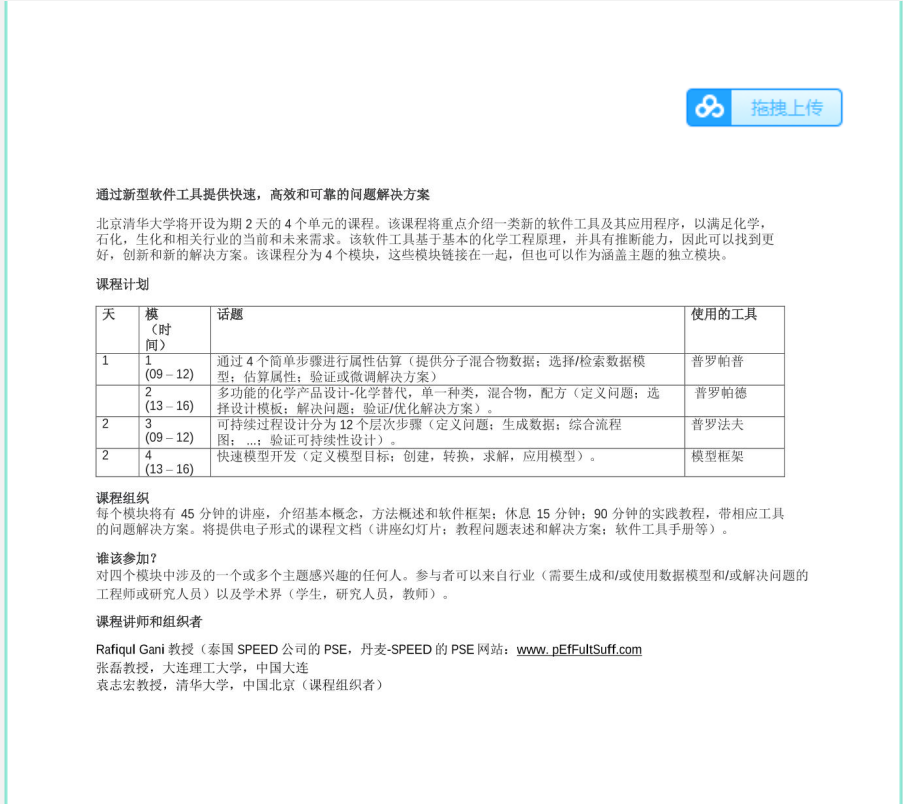 拖拽上传
通过新型软件工具提供快速，高效和可靠的问题解决方案
北京清华大学将开设为期 2 天的 4 个单元的课程。该课程将重点介绍一类新的软件工具及其应用程序，以满足化学，
石化，生化和相关行业的当前和未来需求。该软件工具基于基本的化学工程原理，并具有推断能力，因此可以找到更
好，创新和新的解决方案。该课程分为 4 个模块，这些模块链接在一起，但也可以作为涵盖主题的独立模块。
课程计划
天 模 话题 使用的工具
（时
间）
1 1 通过 4 个简单步骤进行属性估算（提供分子混合物数据；选择/检索数据模 普罗帕普
(09 – 12) 型；估算属性；验证或微调解决方案）
2 多功能的化学产品设计-化学替代，单一种类，混合物，配方（定义问题；选 普罗帕德
(13 – 16) 择设计模板；解决问题；验证/优化解决方案）。
2 3 可持续过程设计分为 12 个层次步骤（定义问题；生成数据；综合流程 普罗法夫
(09 – 12) 图； ...；验证可持续性设计）。
2 4 快速模型开发（定义模型目标；创建，转换，求解，应用模型）。 模型框架
(13 – 16)
课程组织
每个模块将有 45 分钟的讲座，介绍基本概念，方法概述和软件框架；休息 15 分钟；90 分钟的实践教程，带相应工具
的问题解决方案。将提供电子形式的课程文档（讲座幻灯片；教程问题表述和解决方案；软件工具手册等）。
谁该参加？
对四个模块中涉及的一个或多个主题感兴趣的任何人。参与者可以来自行业（需要生成和/或使用数据模型和/或解决问题的
工程师或研究人员）以及学术界（学生，研究人员，教师）。
课程讲师和组织者
Rafiqul Gani 教授（泰国 SPEED 公司的 PSE，丹麦-SPEED 的 PSE 网站：www. pEfFultSuff.com
张磊教授，大连理工大学，中国大连
袁志宏教授，清华大学，中国北京（课程组织者）